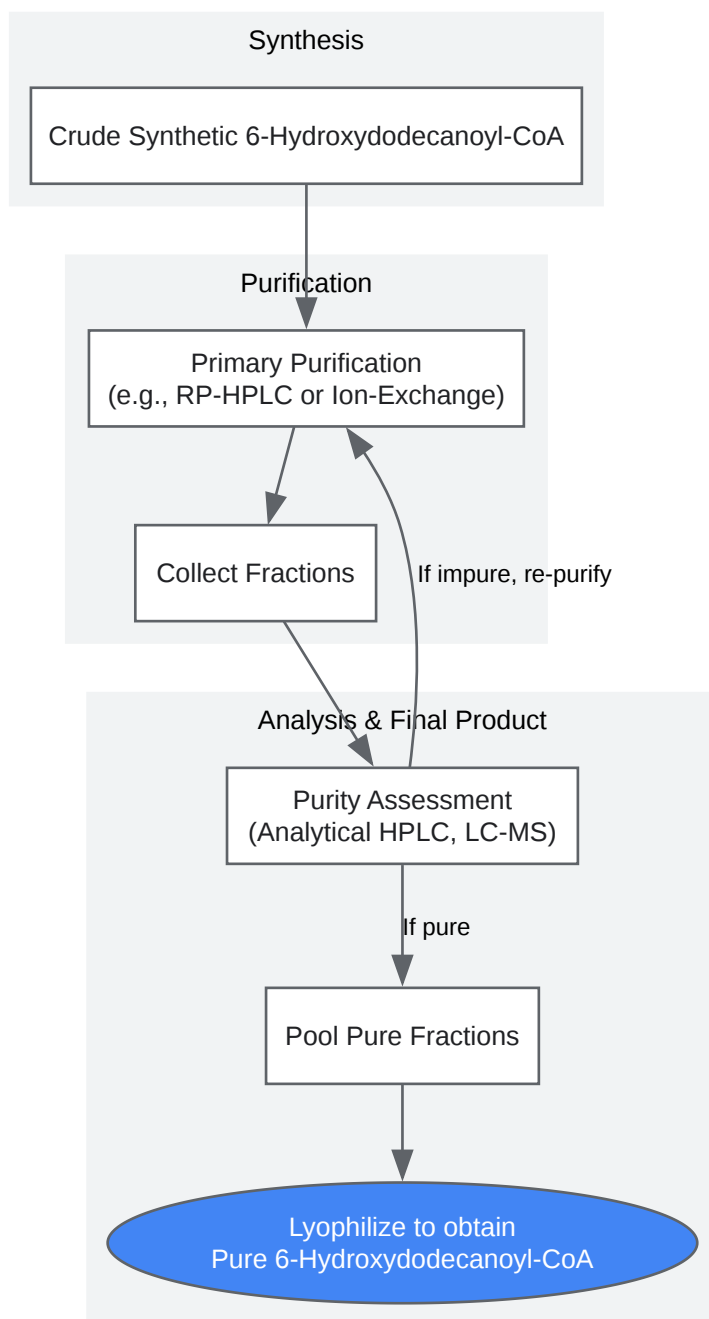 Synthesis
Crude Synthetic 6-Hydroxydodecanoyl-CoA
Purification
Primary Purification
(e.g., RP-HPLC or Ion-Exchange)
Collect Fractions
If impure, re-purify
Analysis & Final Product
Purity Assessment
(Analytical HPLC, LC-MS)
If pure
Pool Pure Fractions
Lyophilize to obtain
Pure 6-Hydroxydodecanoyl-CoA